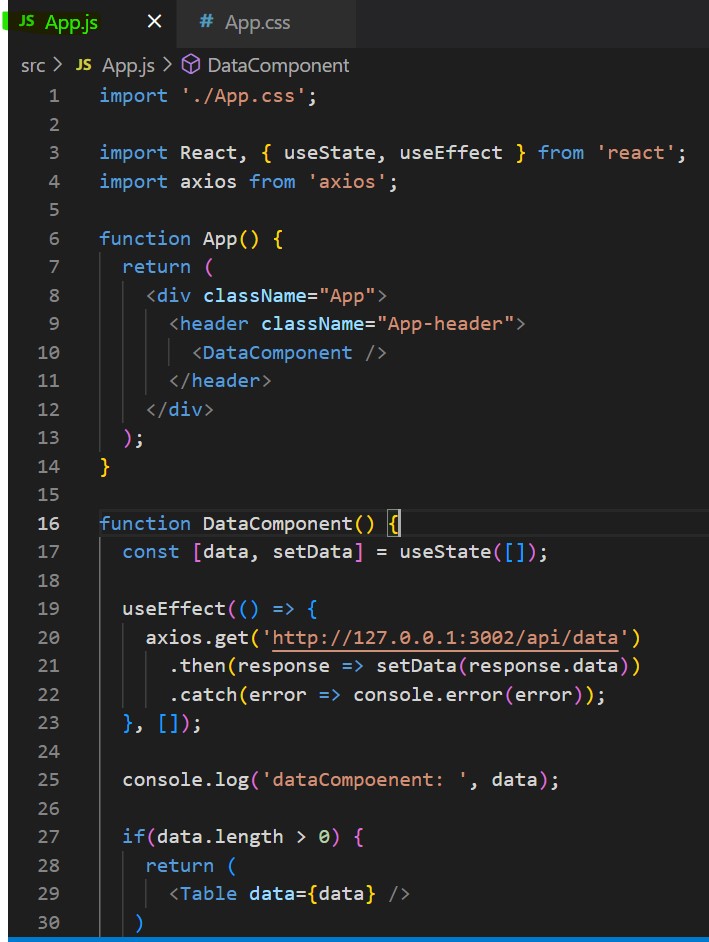 JS App.js × # App.css
src > JS App.js > DataComponent
1 import './App.css';
2
3 import React, { useState, useEffect } from 'react';
4 import axios from 'axios';
5
6 function App() {
7   return (
8     <div className="App">
9       <header className="App-header">
10         <DataComponent />
11       </header>
12     </div>
13   );
14 }
15
16 function DataComponent() {
17   const [data, setData] = useState([]);
18
19   useEffect(() => {
20     axios.get('http://127.0.0.1:3002/api/data')
21       .then(response => setData(response.data))
22       .catch(error => console.error(error));
23   }, []);
24
25   console.log('dataCompoenent: ', data);
26
27   if(data.length > 0) {
28     return (
29       <Table data={data} />
30     )